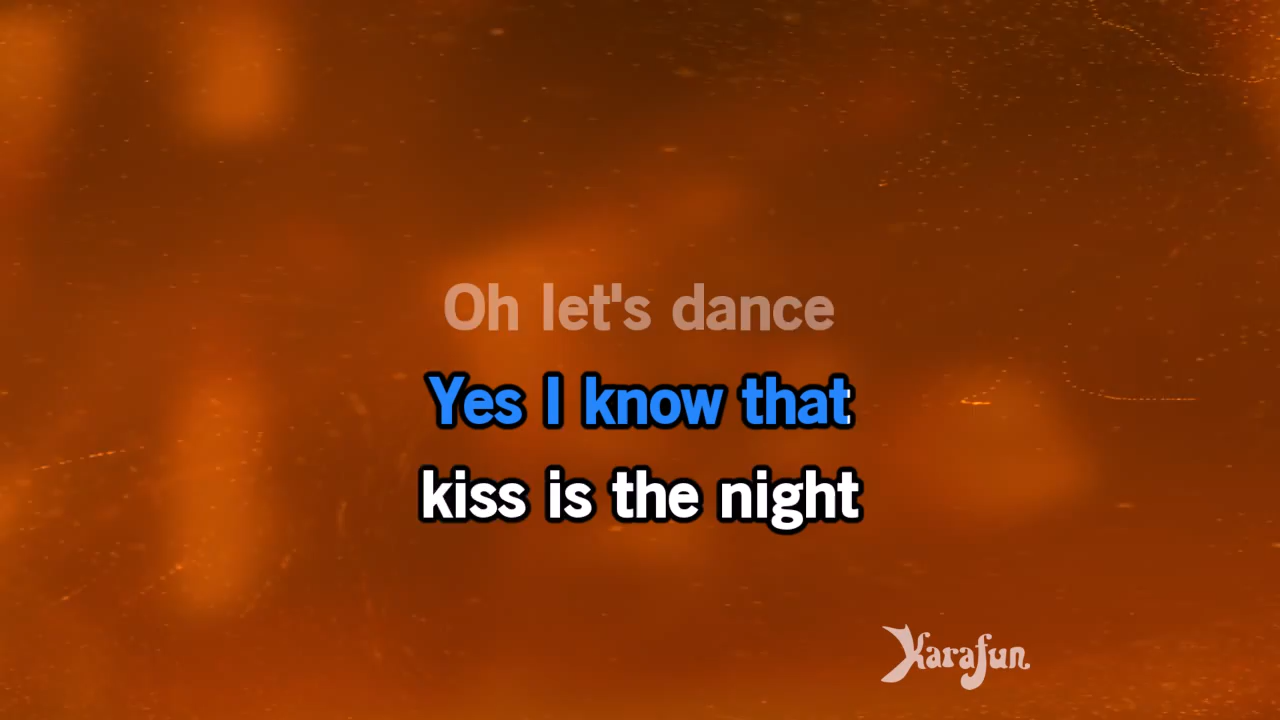 Oh let's dance
Yes I know that
kiss is the night
Karafun